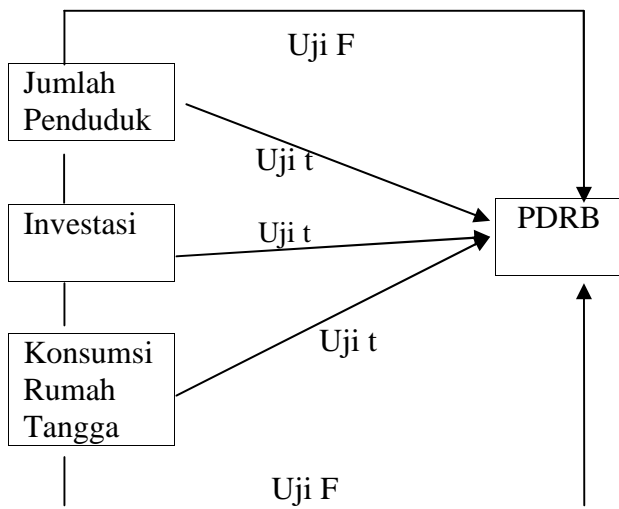 Uji F
Jumlah
Penduduk
Uji t
Investasi
Uji t
PDRB
Konsumsi
Rumah
Tangga
Uji t
Uji F